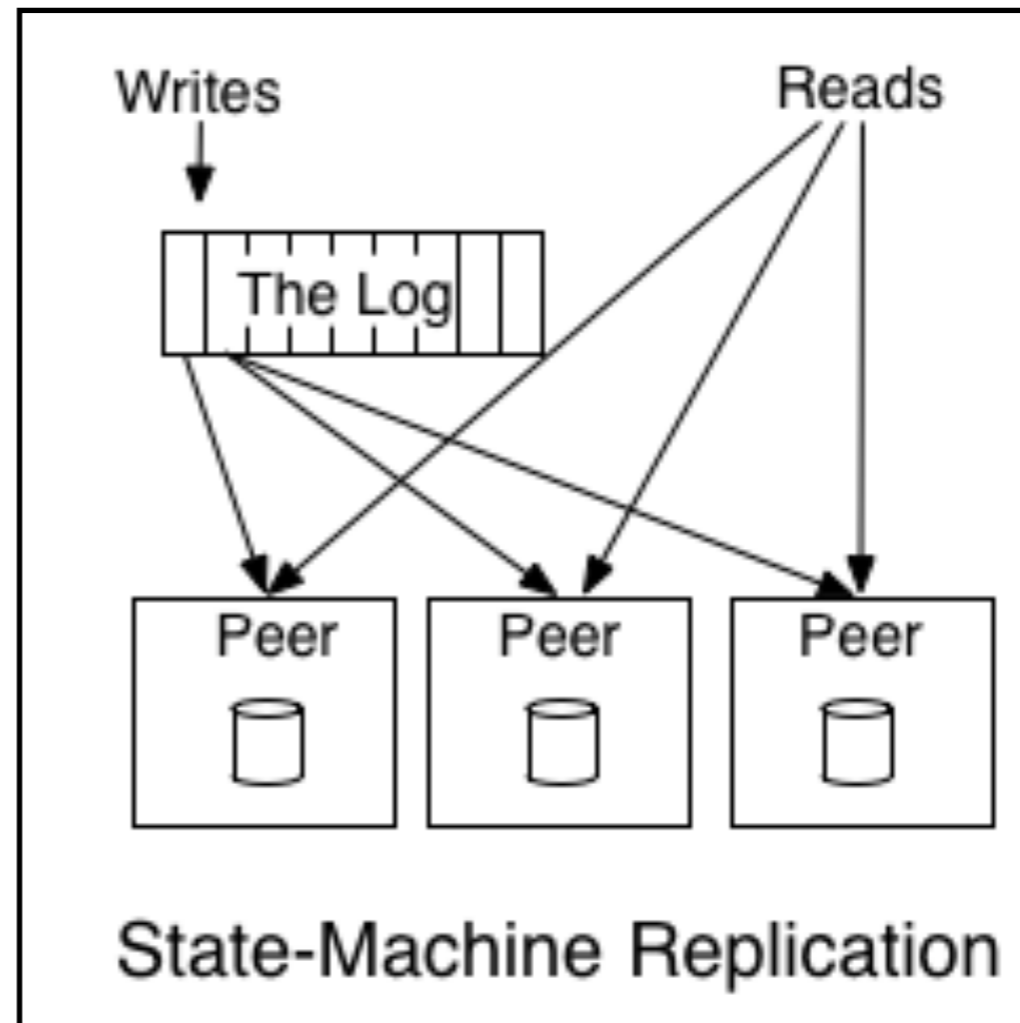 Writes
Reads
The Log
Peer
Peer
Peer
State-Machine Replication